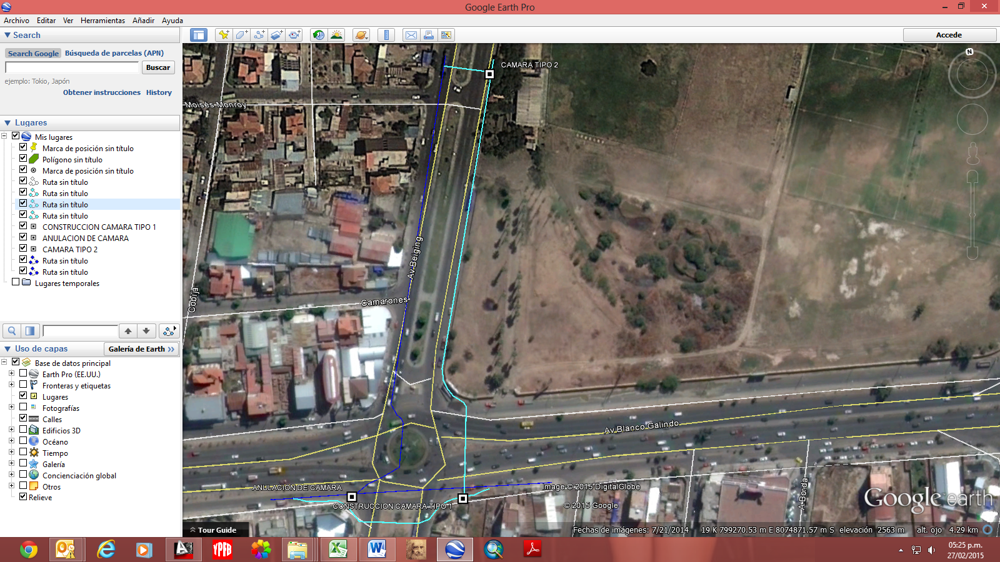 Google Earth Pro
Archivo Editar Ver Herramientas Añadir Ayuda
Search
Search Google Búsqueda de parcelas (APN)
Buscar
ejemplo: Tokio, Japón
Obtener instrucciones History
Lugares
Mis lugares
Marca de posición sin título
Polígono sin título
Marca de posición sin título
Ruta sin título
Ruta sin título
Ruta sin título
Ruta sin título
CONSTRUCCION CAMARA TIPO 1
ANULACION DE CAMARA
CAMARA TIPO 2
Ruta sin título
Ruta sin título
Lugares temporales
Uso de capas Galería de Earth >>
Base de datos principal
Earth Pro (EE.UU.)
Fronteras y etiquetas
Lugares
Fotografías
Calles
Edificios 3D
Océano
Tiempo
Galería
Concienciación global
Otros
Relieve
Accede
N
CAMARA TIPO 2
Moisés Monroy
Av Beiging
Camarones
Cobija
Av Blanco Galindo
A Borda
ANULACION DE CAMARA
CONSTRUCCION CAMARA TIPO 1
Image © 2015 DigitalGlobe
© 2015 Google
Google earth
Tour Guide
Fechas de imágenes: 7/21/2014 19 K 799270.53 m E 8074871.57 m S elevación 2563 m alt. ojo 4.29 km
YPFB
05:25 p.m.
27/02/2015